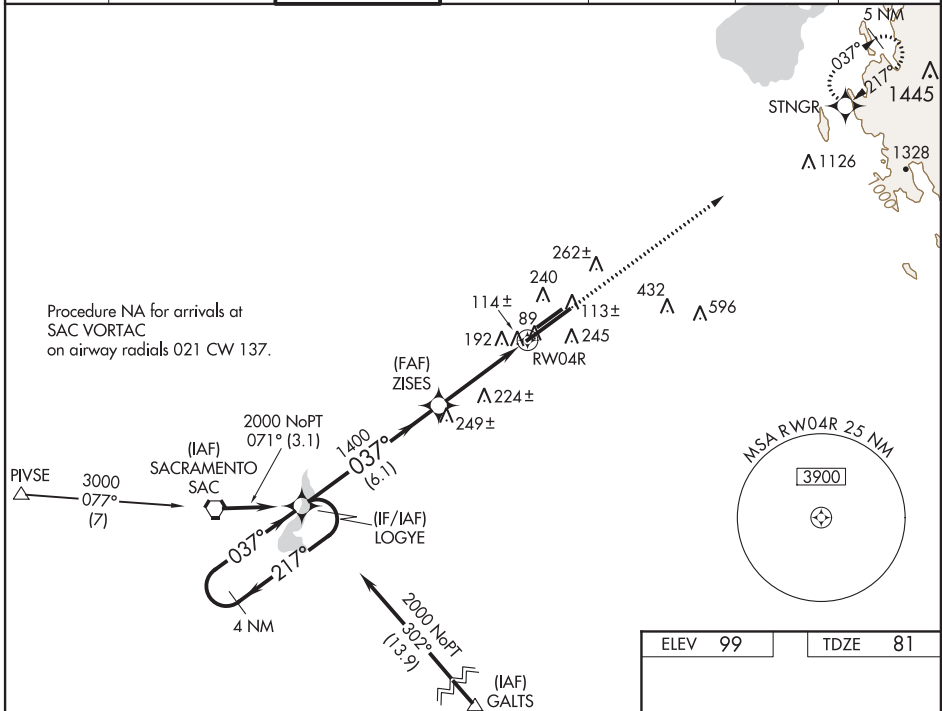 5 NM
037°
217°
1445
STNGR
1126
1328
1000
262±
240
114±
89
113±
432
596
192
245
RW04R
Procedure NA for arrivals at
SAC VORTAC
on airway radials 021 CW 137.
(FAF)
ZISES
224±
249±
MSA RW04R 25 NM
3900
2000 NoPT
071° (3.1)
1400
037°
(6.1)
(IAF)
SACRAMENTO
SAC
PIVSE
3000
077°
(7)
(IF/IAF)
LOGYE
037°
217°
4 NM
2000 NoPT
302°
(13.9)
(IAF)
GALTS
ELEV 99
TDZE 81